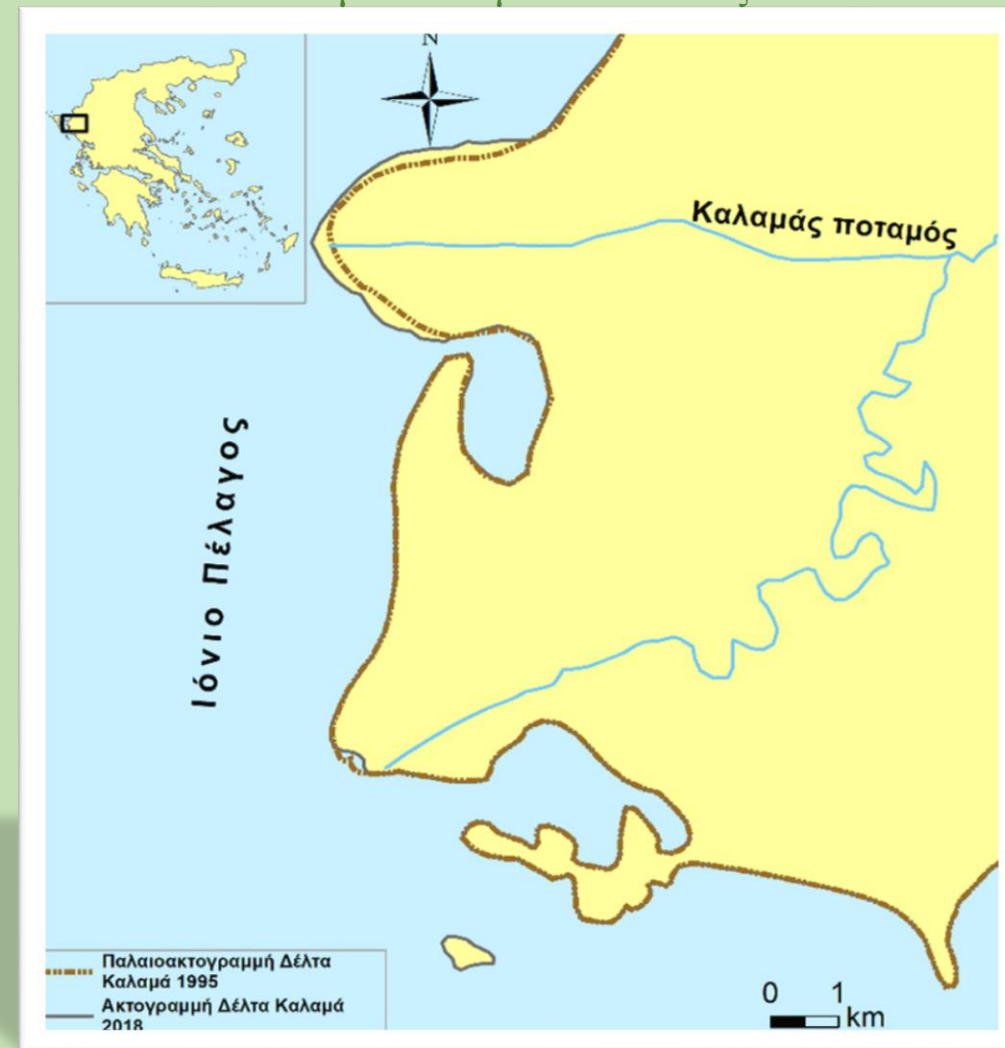 N
Καλαμάς ποταμός
Ιόνιο Πέλαγος
Παλαιοακτογραμμή Δέλτα
Καλαμά 1995
Ακτογραμμή Δέλτα Καλαμά
2018
0 1
km